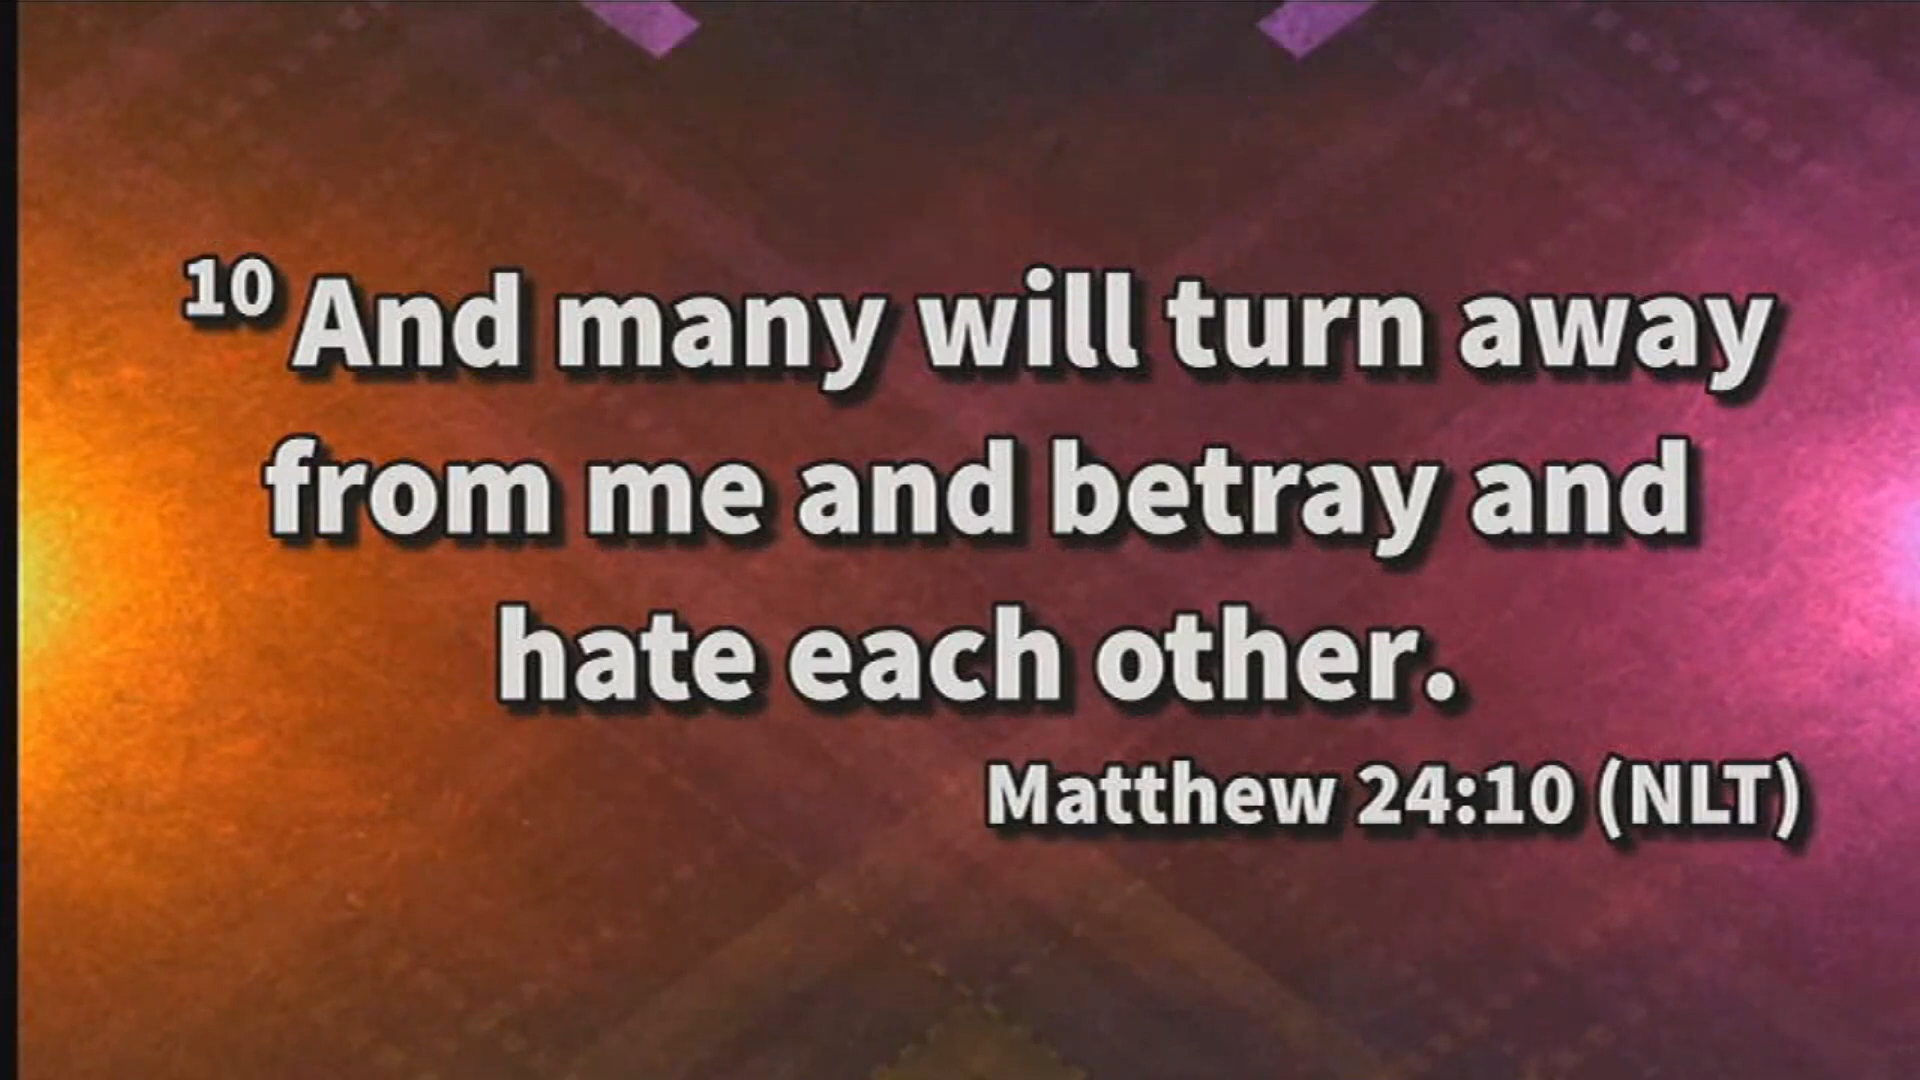 10 And many will turn away
from me and betray and
hate each other.
Matthew 24:10 (NLT)